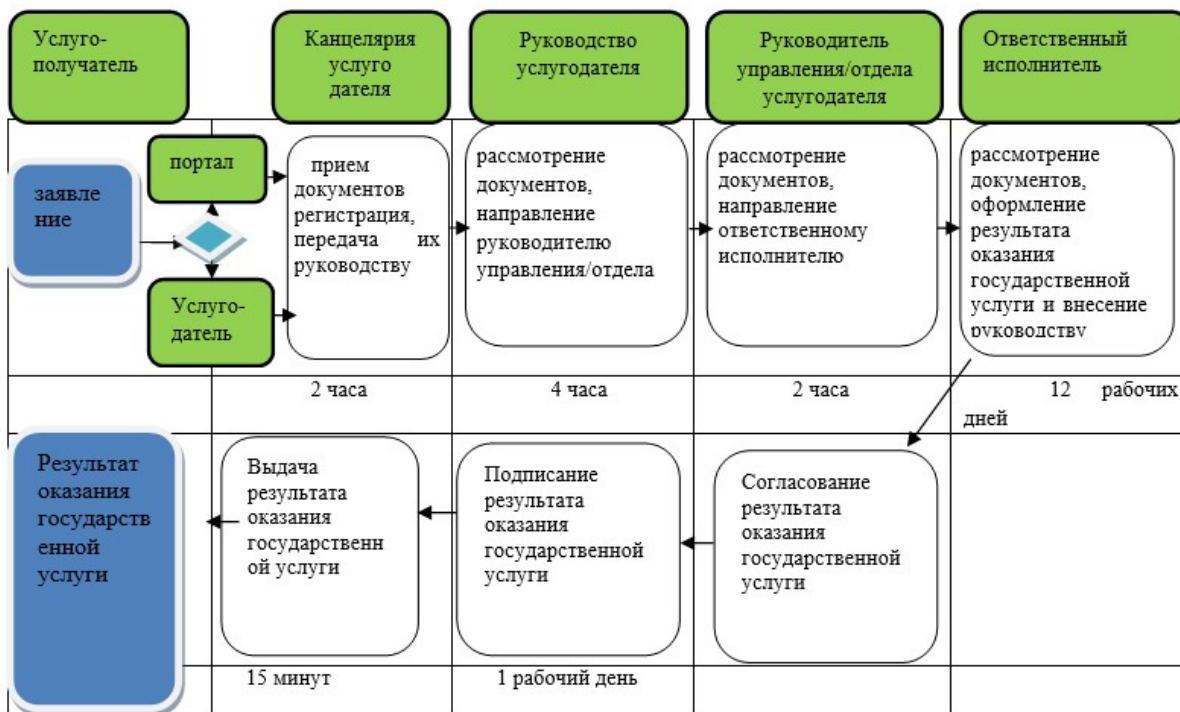 Услуго-
получатель
Канцелярия
услуго
дателя
Руководство
услугодателя
Руководитель
управления/отдела
услугодателя
Ответственный
исполнитель
заявле
ние
портал
Услуго-
датель
прием
документов
регистрация,
передача их
руководству
рассмотрение
документов,
направление
руководителю
управления/отдела
рассмотрение
документов,
направление
ответственному
исполнителю
рассмотрение
документов,
оформление
результата
оказания
государственной
услуги и внесение
руководству
2 часа
4 часа
2 часа
12 рабочих
дней
Результат
оказания
государств
енной
услуги
Выдача
результата
оказания
государственн
ой услуги
Подписание
результата
оказания
государственной
услуги
Согласование
результата
оказания
государственной
услуги
15 минут
1 рабочий день